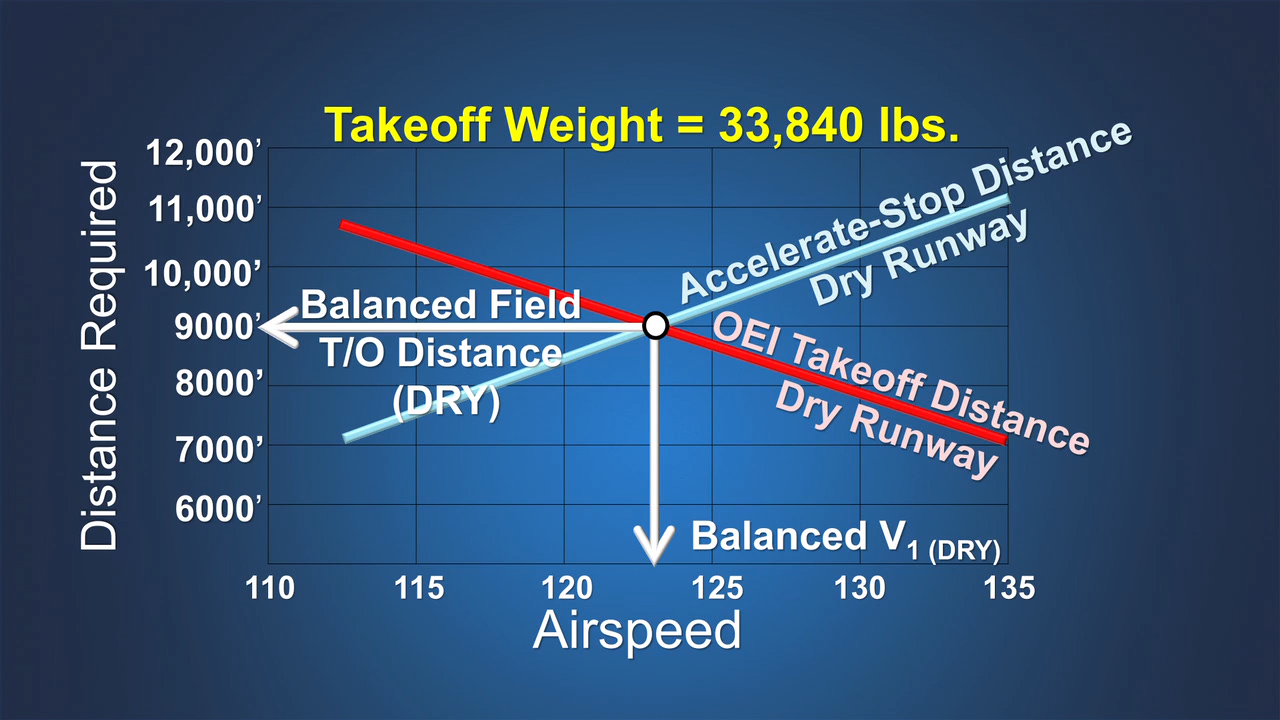 Takeoff Weight = 33,840 lbs.
Distance Required
12,000’
11,000’
10,000’
9000’
8000’
7000’
6000’
Accelerate-Stop Distance
Dry Runway
Balanced Field
T/O Distance
(DRY)
OEI Takeoff Distance
Dry Runway
Balanced V1 (DRY)
110 115 120 125 130 135
Airspeed